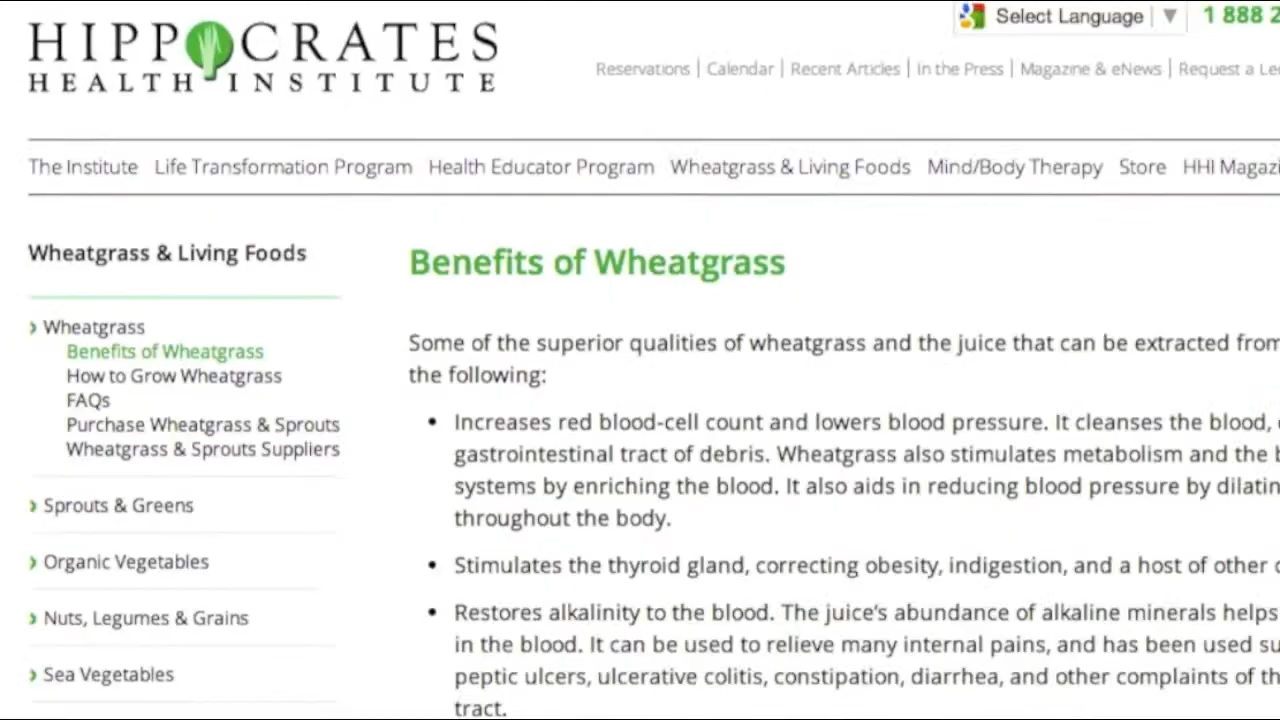 HIPPOCRATES
HEALTH INSTITUTE
Select Language ▼
1 888 2
Reservations | Calendar | Recent Articles | In the Press | Magazine & eNews | Request a
The Institute Life Transformation Program Health Educator Program Wheatgrass & Living Foods Mind/Body Therapy Store HHI
Wheatgrass & Living Foods
Wheatgrass
Benefits of Wheatgrass
How to Grow Wheatgrass
FAQs
Purchase Wheatgrass & Sprouts
Wheatgrass & Sprouts Suppliers
Sprouts & Greens
Organic Vegetables
Nuts, Legumes & Grains
Sea Vegetables
Benefits of Wheatgrass
Some of the superior qualities of wheatgrass and the juice that can be extracted from
the following:
• Increases red blood-cell count and lowers blood pressure. It cleanses the blood,
gastrointestinal tract of debris. Wheatgrass also stimulates metabolism and the
systems by enriching the blood. It also aids in reducing blood pressure by
throughout the body.
• Stimulates the thyroid gland, correcting obesity, indigestion, and a host of other
• Restores alkalinity to the blood. The juice's abundance of alkaline minerals helps
in the blood. It can be used to relieve many internal pains, and has been used
peptic ulcers, ulcerative colitis, constipation, diarrhea, and other complaints of
tract.